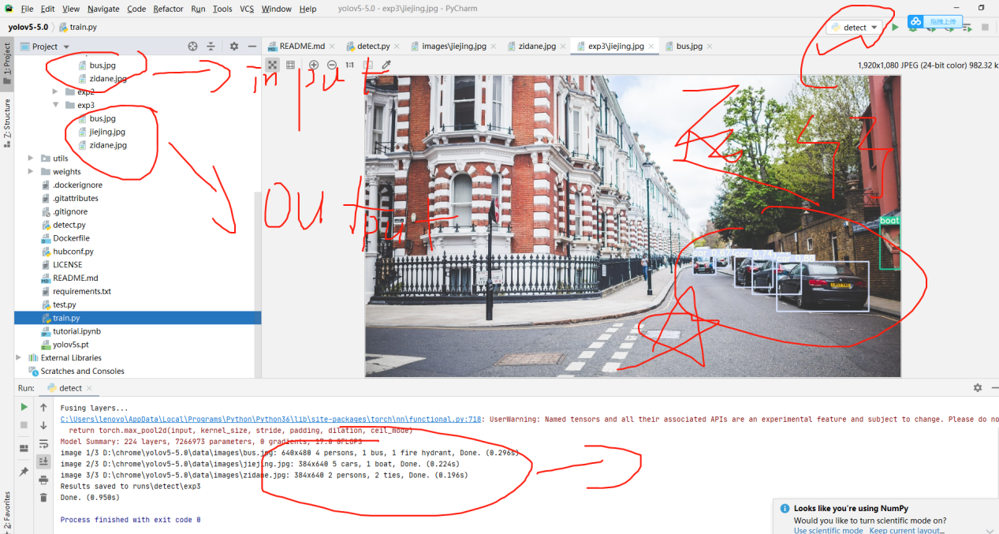 File Edit View Navigate Code Refactor Run Tools VCS Window Help yolov5-5.0 - exp3\jiejing.jpg - PyCharm
yolov5-5.0 train.py detect 拖拽上传
Project README.md detect.py images\jiejing.jpg zidane.jpg exp3\jiejing.jpg bus.jpg
1: Project
Z: Structure
2: Favorites
1:1 1,920x1,080 JPEG (24-bit color) 982.32 k
bus.jpg
zidane.jpg
exp2
exp3
bus.jpg
jiejing.jpg
zidane.jpg
utils
weights
.dockerignore
.gitattributes
.gitignore
detect.py
Dockerfile
hubconf.py
LICENSE
README.md
requirements.txt
test.py
train.py
tutorial.ipynb
yolov5s.pt
External Libraries
Scratches and Consoles
input
output
boat
car 0.67
car 0.74
car 0.88
Run: detect
Fusing layers...
C:\Users\lenovo\AppData\Local\Programs\Python\Python36\lib\site-packages\torch\nn\functional.py:718: UserWarning: Named tensors and all their associated APIs are an experimental feature and subject to change. Please do no
return torch.max_pool2d(input, kernel_size, stride, padding, dilation, ceil_mode)
Model Summary: 224 layers, 7266973 parameters, 0 gradients, 17.0 GFLOPS
image 1/3 D:\chrome\yolov5-5.0\data\images\bus.jpg: 640x480 4 persons, 1 bus, 1 fire hydrant, Done. (0.296s)
image 2/3 D:\chrome\yolov5-5.0\data\images\jiejing.jpg: 384x640 5 cars, 1 boat, Done. (0.224s)
image 3/3 D:\chrome\yolov5-5.0\data\images\zidane.jpg: 384x640 2 persons, 2 ties, Done. (0.196s)
Results saved to runs\detect\exp3
Done. (0.950s)
Process finished with exit code 0
Looks like you're using NumPy
Would you like to turn scientific mode on?
Use scientific mode Keep current layout...